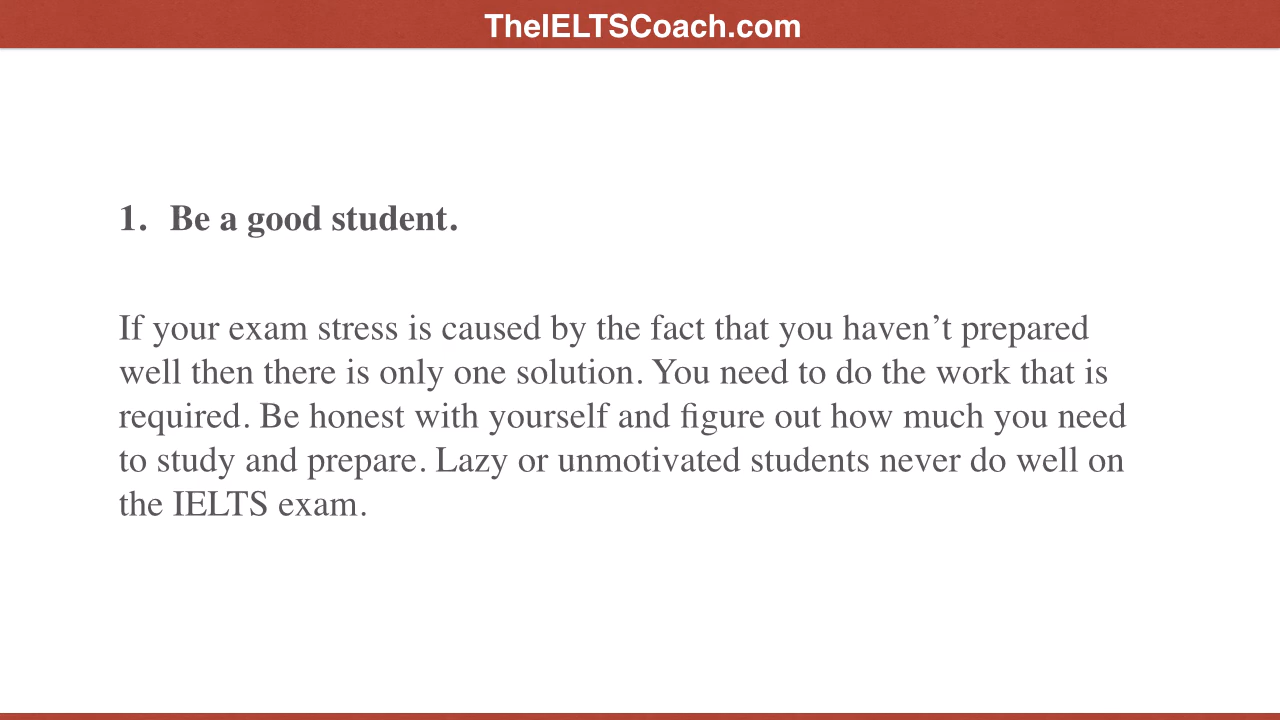 TheIELTSCoach.com
1. Be a good student.
If your exam stress is caused by the fact that you haven’t prepared
well then there is only one solution. You need to do the work that is
required. Be honest with yourself and figure out how much you need
to study and prepare. Lazy or unmotivated students never do well on
the IELTS exam.